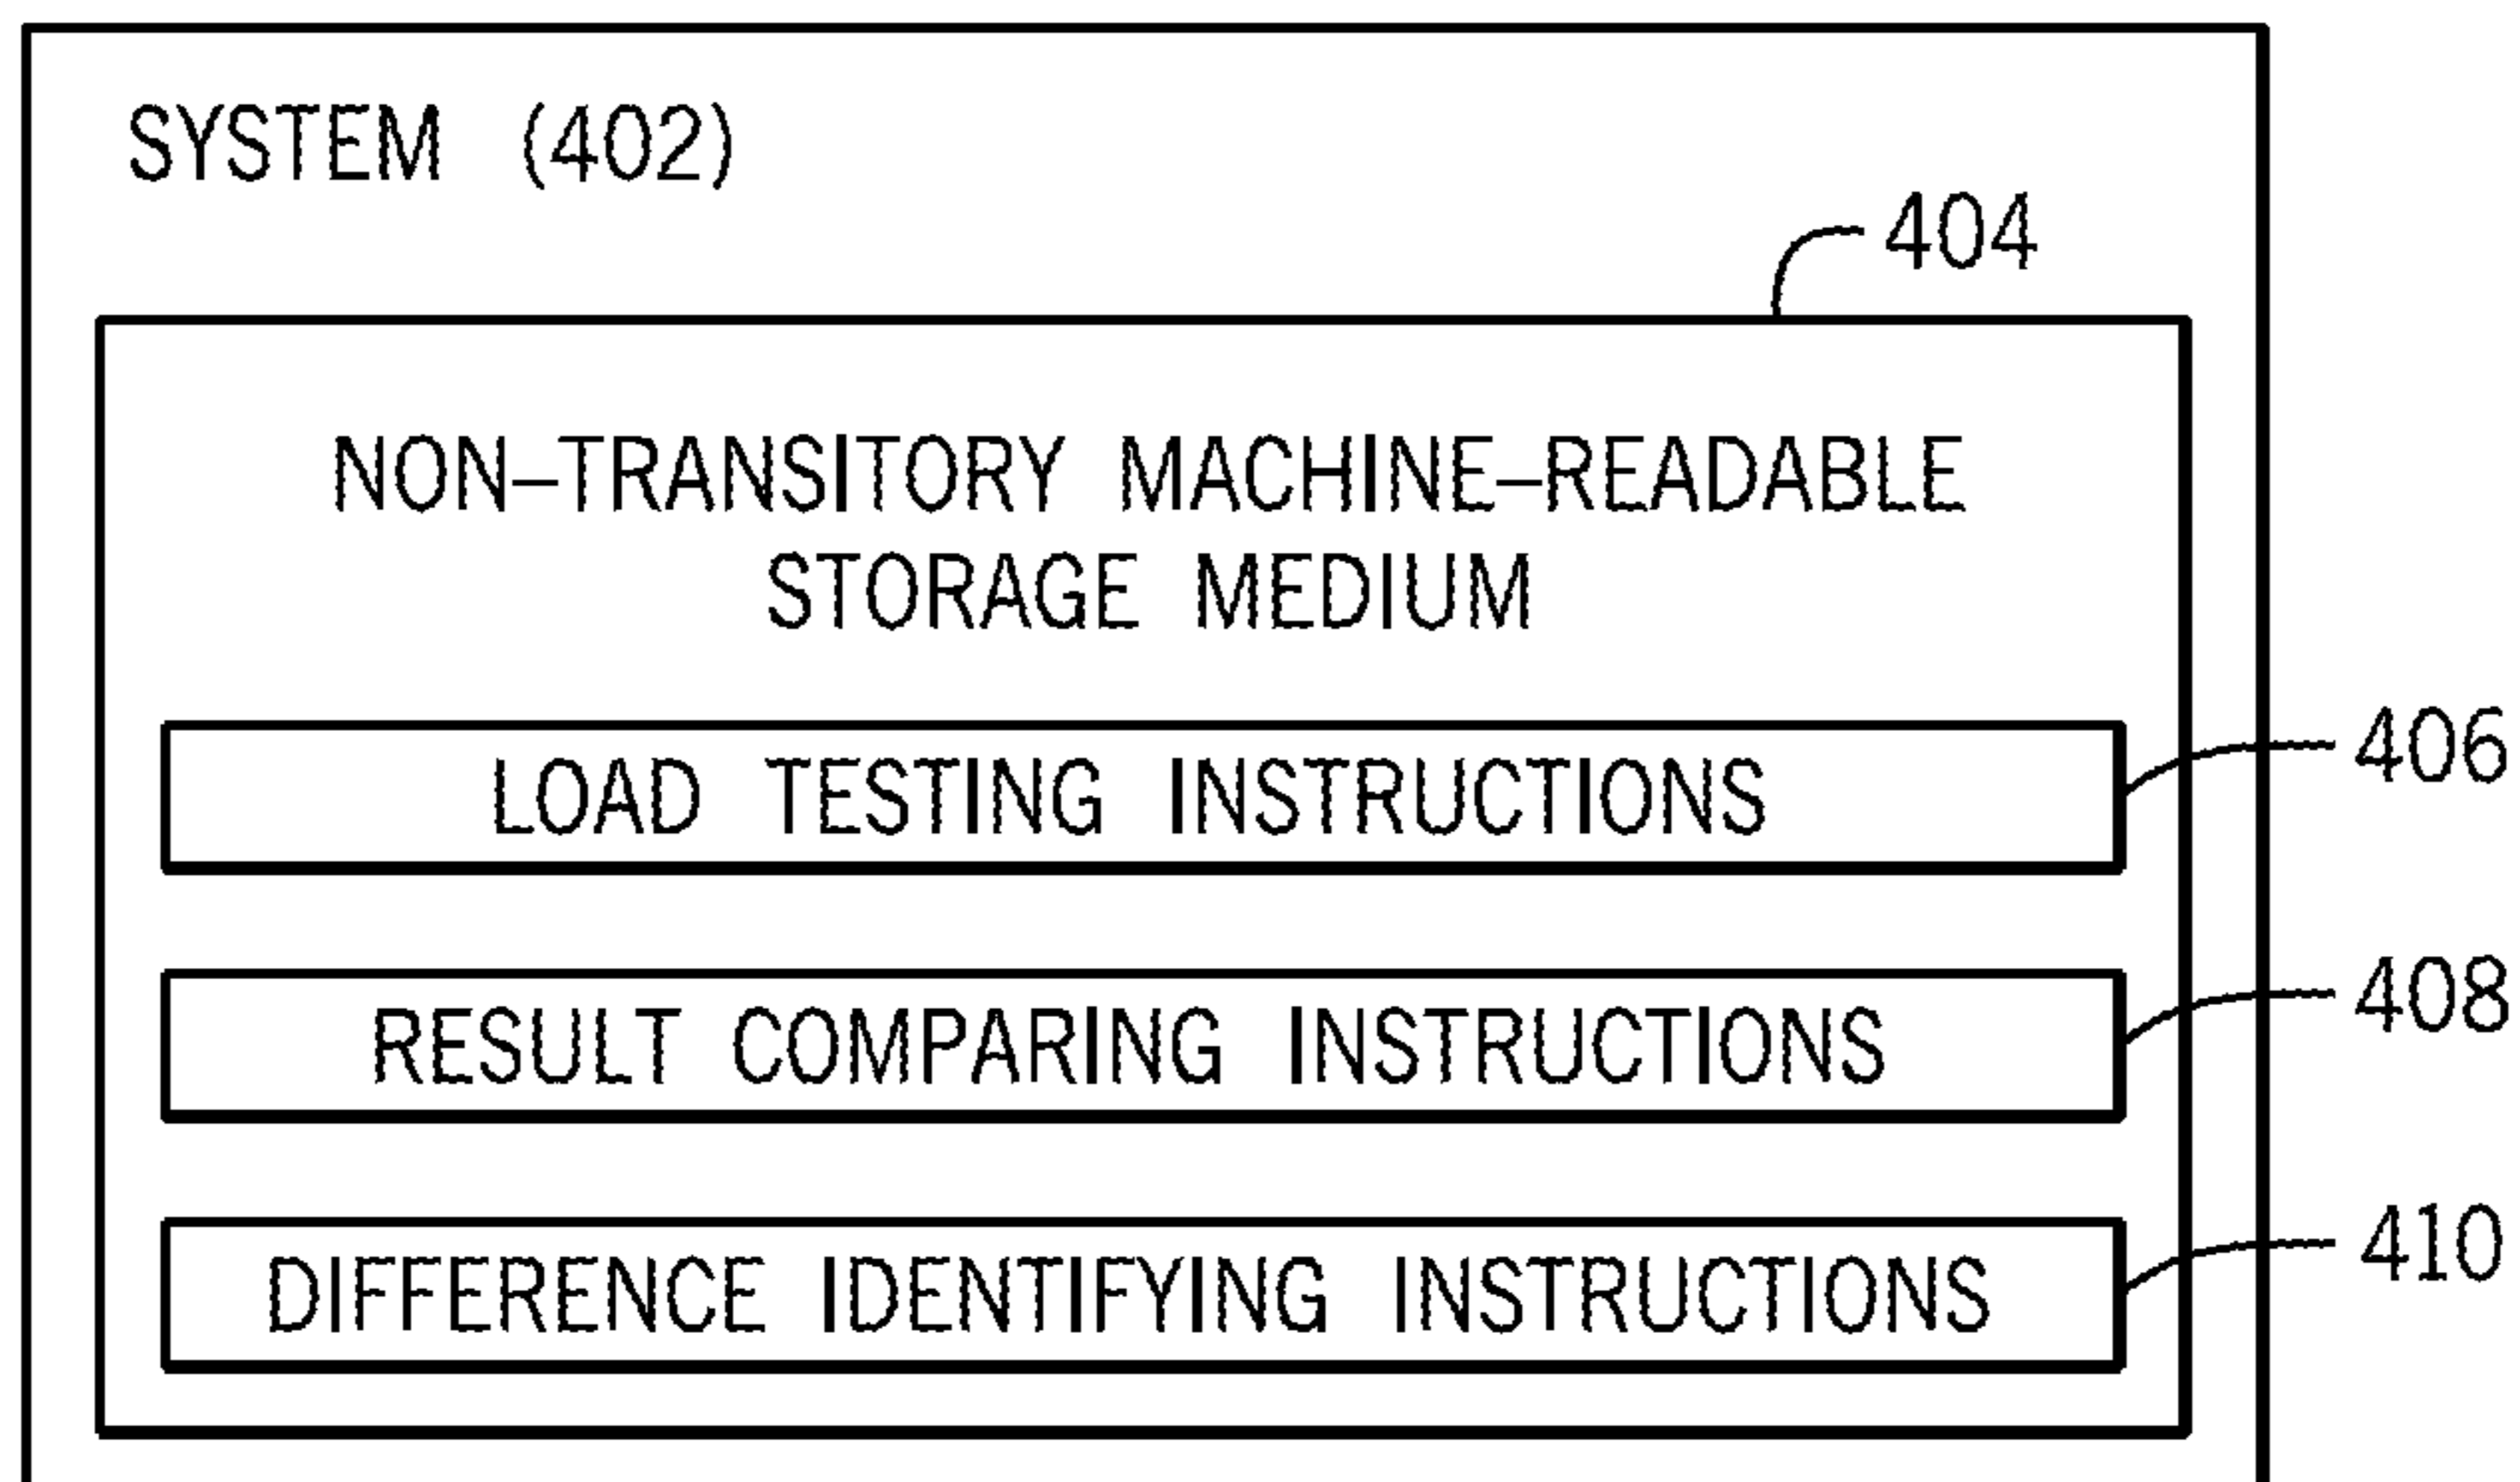 SYSTEM (402)
404
NON-TRANSITORY MACHINE-READABLE
STORAGE MEDIUM
LOAD TESTING INSTRUCTIONS
406
RESULT COMPARING INSTRUCTIONS
408
DIFFERENCE IDENTIFYING INSTRUCTIONS
410